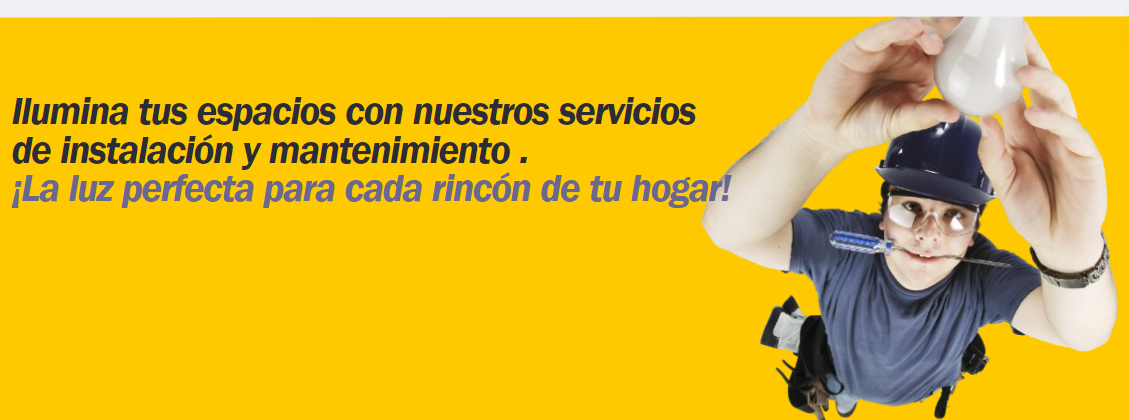 Ilumina tus espacios con nuestros servicios
de instalación y mantenimiento .
¡La luz perfecta para cada rincón de tu hogar!